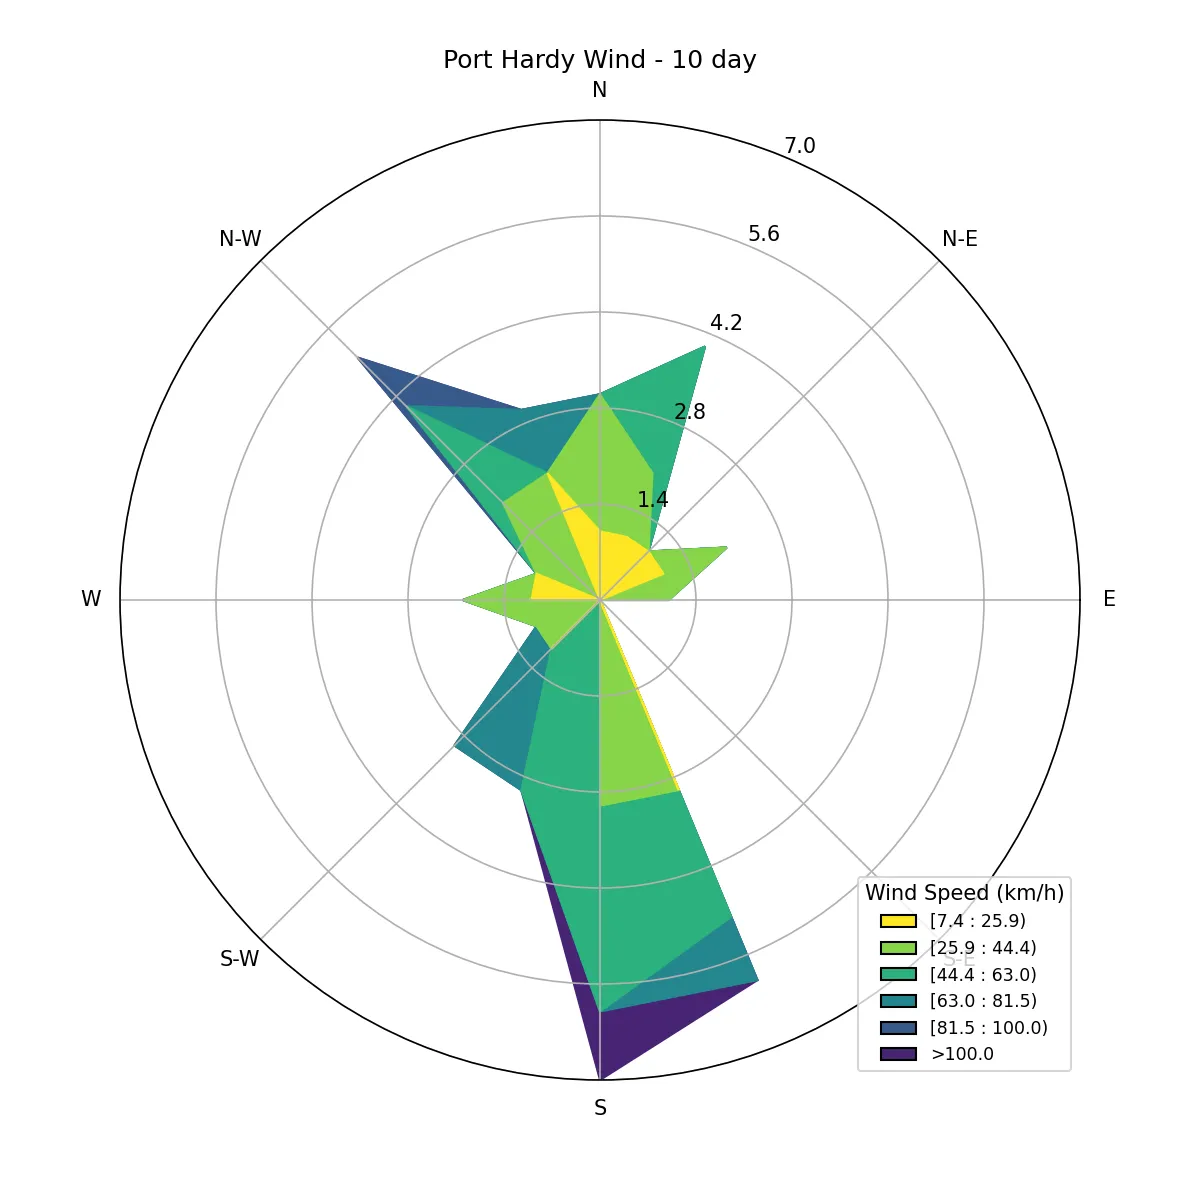 Port Hardy Wind - 10 day
N
7.0
N-W
5.6
N-E
4.2
2.8
1.4
W
E
S-W
S-E
S
Wind Speed (km/h)
[7.4 : 25.9)
[25.9 : 44.4)
[44.4 : 63.0)
[63.0 : 81.5)
[81.5 : 100.0)
>100.0